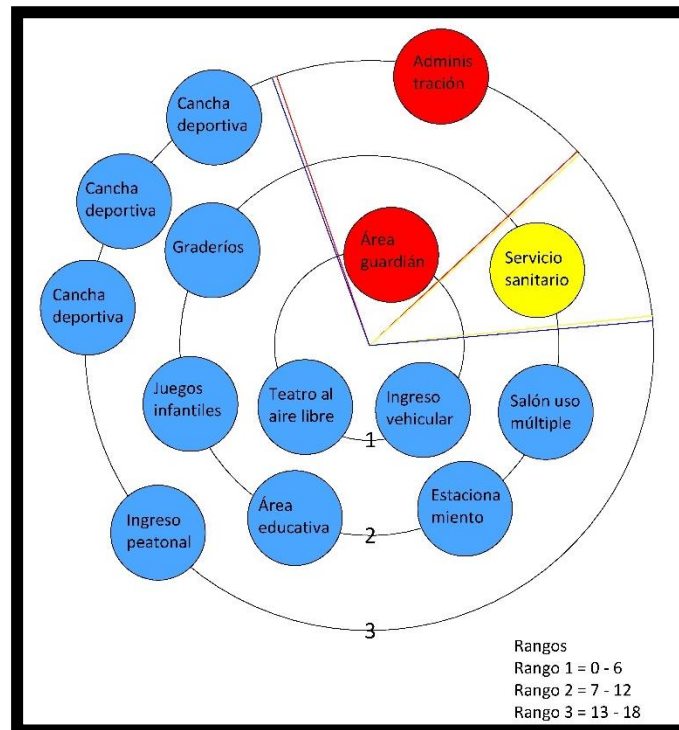 Adminis
tración
Cancha
deportiva
Cancha
deportiva
Graderíos
Área
guardián
Servicio
sanitario
Cancha
deportiva
Juegos
infantiles
Teatro al
aire libre
Ingreso
vehicular
Salón uso
múltiple
1
Área
educativa
Estaciona
miento
Ingreso
peatonal
2
3
Rangos
Rango 1 = 0 - 6
Rango 2 = 7 - 12
Rango 3 = 13 - 18